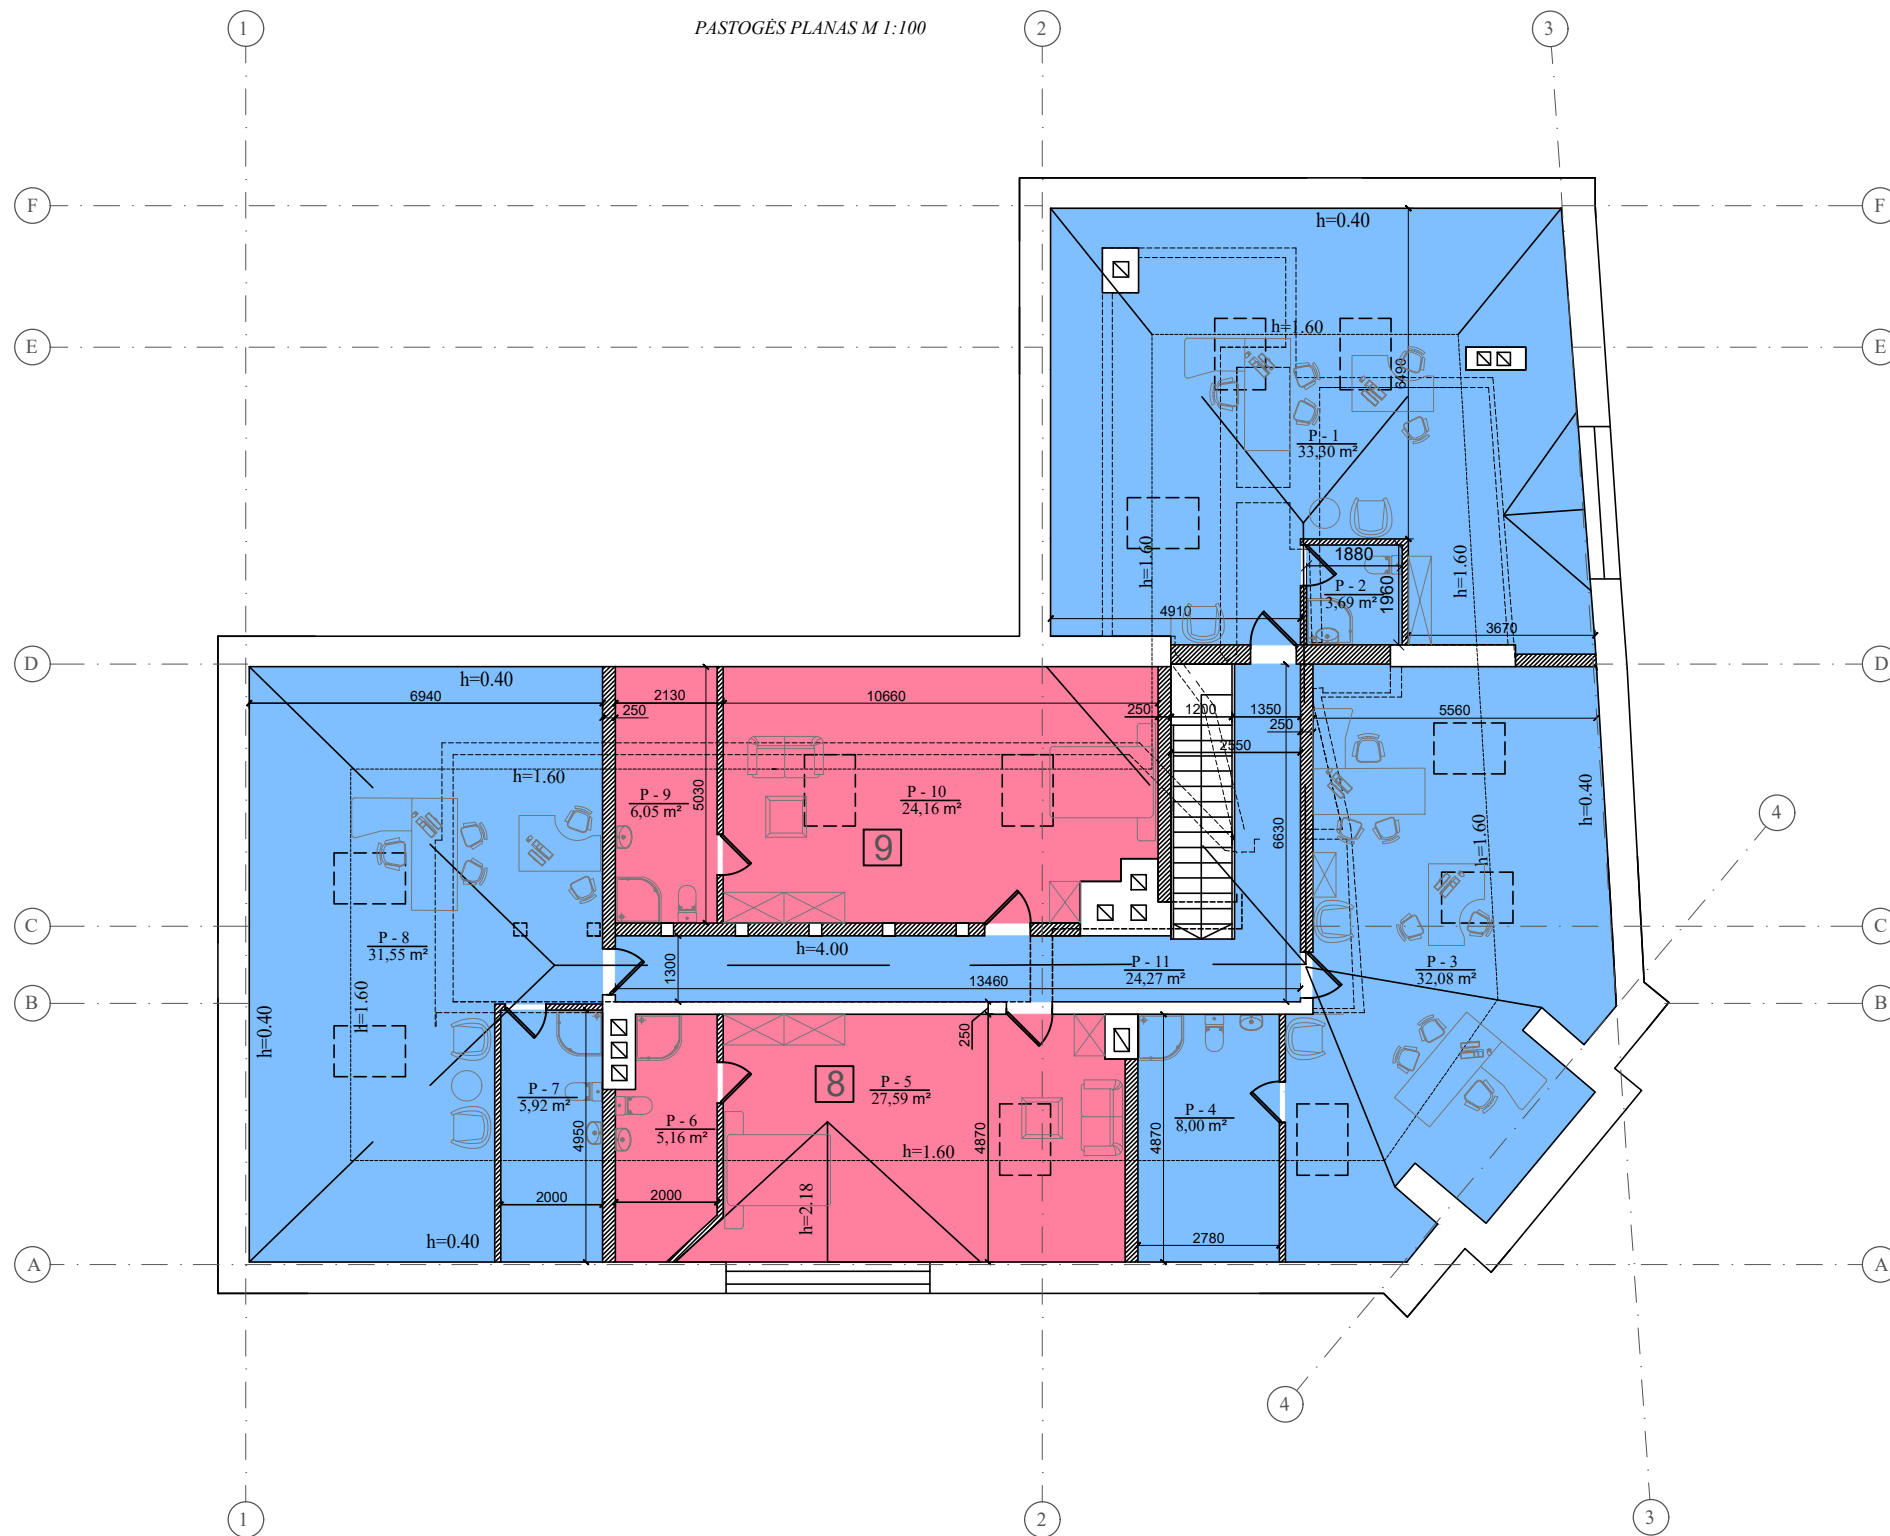 PASTOGĖS PLANAS M 1:100
1
2
3
F
F
h=0.40
E
h=1.60
E
6490
P - 1
33,30 m²
h=1.60
h=1.60
1880
P - 2
3,69 m²
1960
4910
3670
D
D
h=0.40
6940
2130
10660
250
250
1200
1350
250
5560
2550
h=1.60
P - 9
6,05 m²
5030
P - 10
24,16 m²
h=0.40
4
9
6630
h=1.60
C
C
P - 8
31,55 m²
h=4.00
1300
P - 11
24,27 m²
P - 3
32,08 m²
13460
B
B
h=0.40
h=1.60
250
8
P - 5
27,59 m²
P - 7
5,92 m²
P - 6
5,16 m²
P - 4
8,00 m²
4950
4870
4870
h=1.60
2000
2000
h=2.18
h=0.40
2780
A
A
4
1
2
3